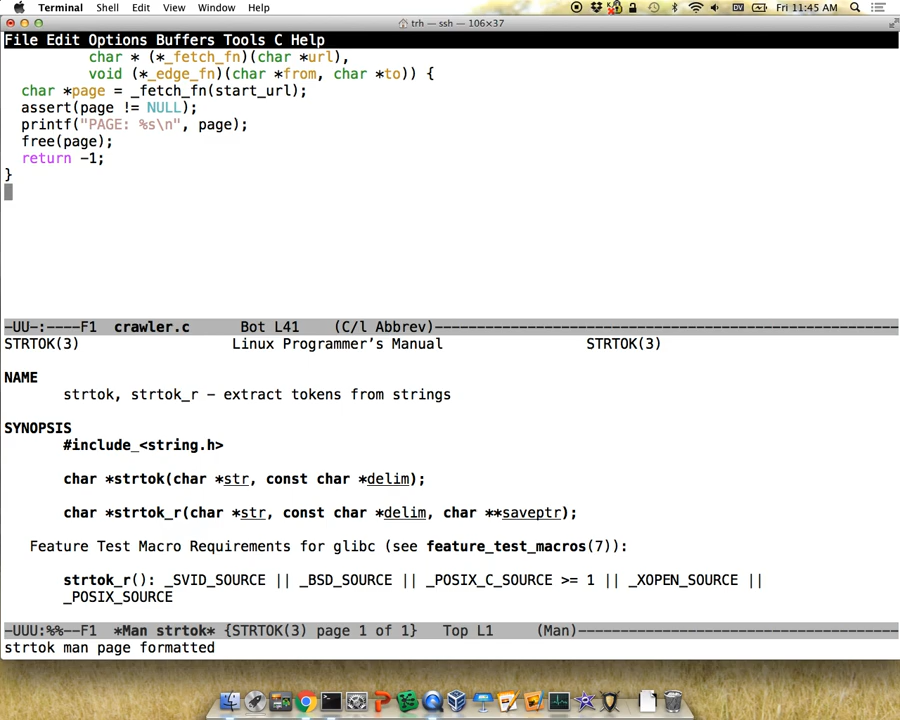 Terminal Shell Edit View Window Help Fri 11:45 AM
trh — ssh — 106×37
File Edit Options Buffers Tools C Help
char * (*_fetch_fn)(char *url),
void (*_edge_fn)(char *from, char *to)) {
char *page = _fetch_fn(start_url);
assert(page != NULL);
printf("PAGE: %s\n", page);
free(page);
return -1;
}
-UU-:----F1 crawler.c Bot L41 (C/l Abbrev)--------------------------------------------------------
STRTOK(3) Linux Programmer’s Manual STRTOK(3)
NAME
strtok, strtok_r - extract tokens from strings
SYNOPSIS
#include_<string.h>
char *strtok(char *str, const char *delim);
char *strtok_r(char *str, const char *delim, char **saveptr);
Feature Test Macro Requirements for glibc (see feature_test_macros(7)):
strtok_r(): _SVID_SOURCE || _BSD_SOURCE || _POSIX_C_SOURCE >= 1 || _XOPEN_SOURCE ||
_POSIX_SOURCE
-UUU:%%--F1 *Man strtok* {STRTOK(3) page 1 of 1} Top L1 (Man)--------------------------------------
strtok man page formatted